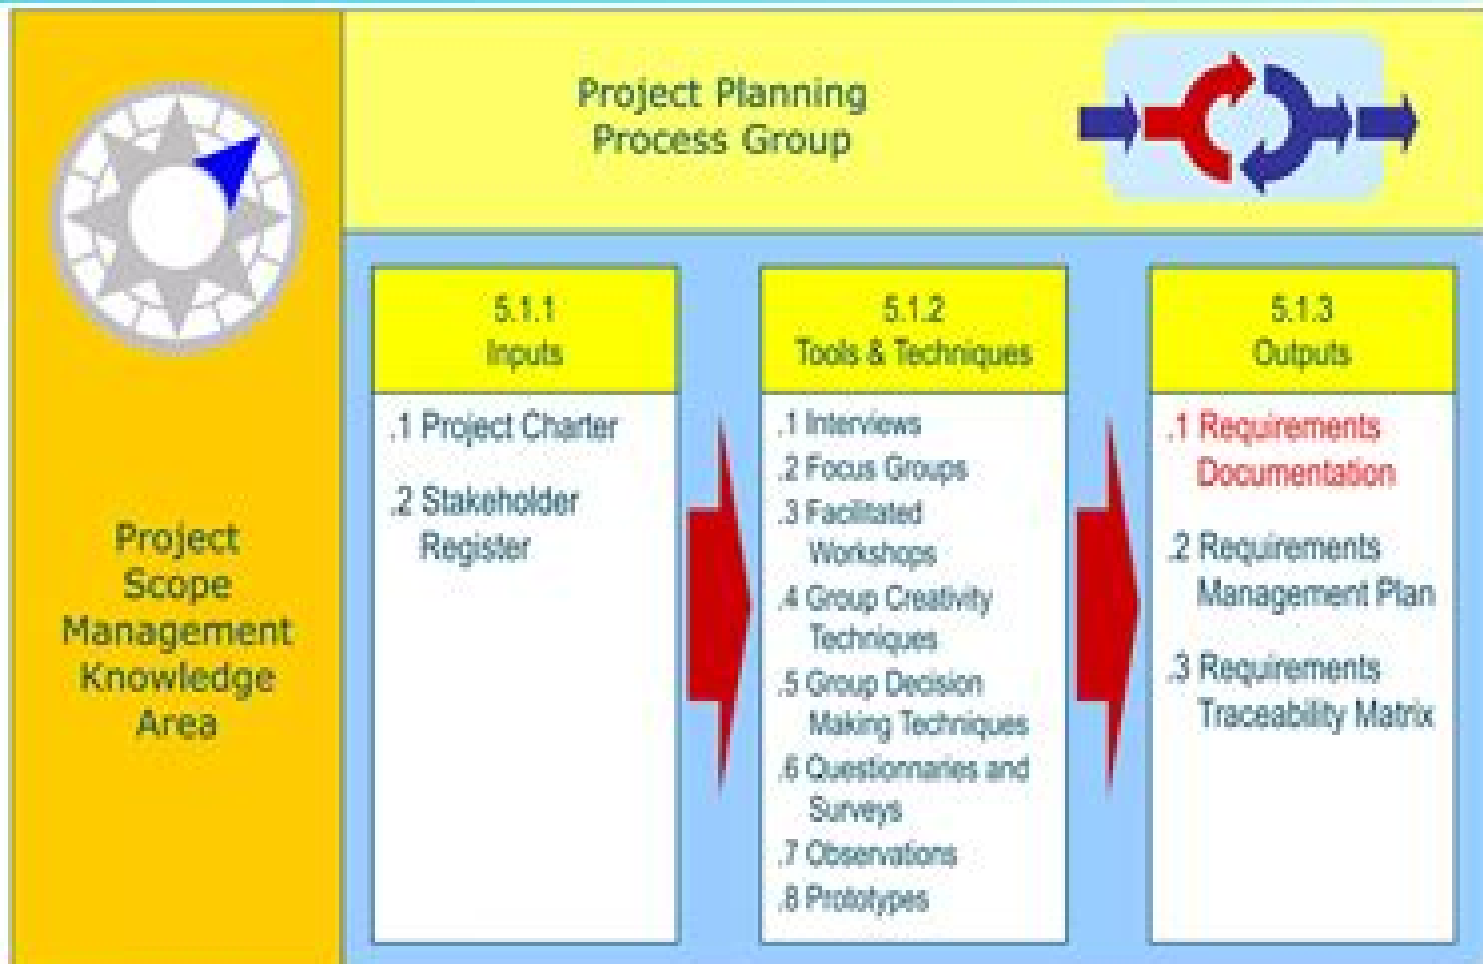 Project Planning
Process Group
Project
Scope
Management
Knowledge
Area
5.1.1
Inputs
.1 Project Charter
.2 Stakeholder
Register
5.1.2
Tools & Techniques
.1 Interviews
.2 Focus Groups
.3 Facilitated
Workshops
.4 Group Creativity
Techniques
.5 Group Decision
Making Techniques
.6 Questionnaries and
Surveys
.7 Observations
.8 Prototypes
5.1.3
Outputs
.1 Requirements
Documentation
.2 Requirements
Management Plan
.3 Requirements
Traceability Matrix